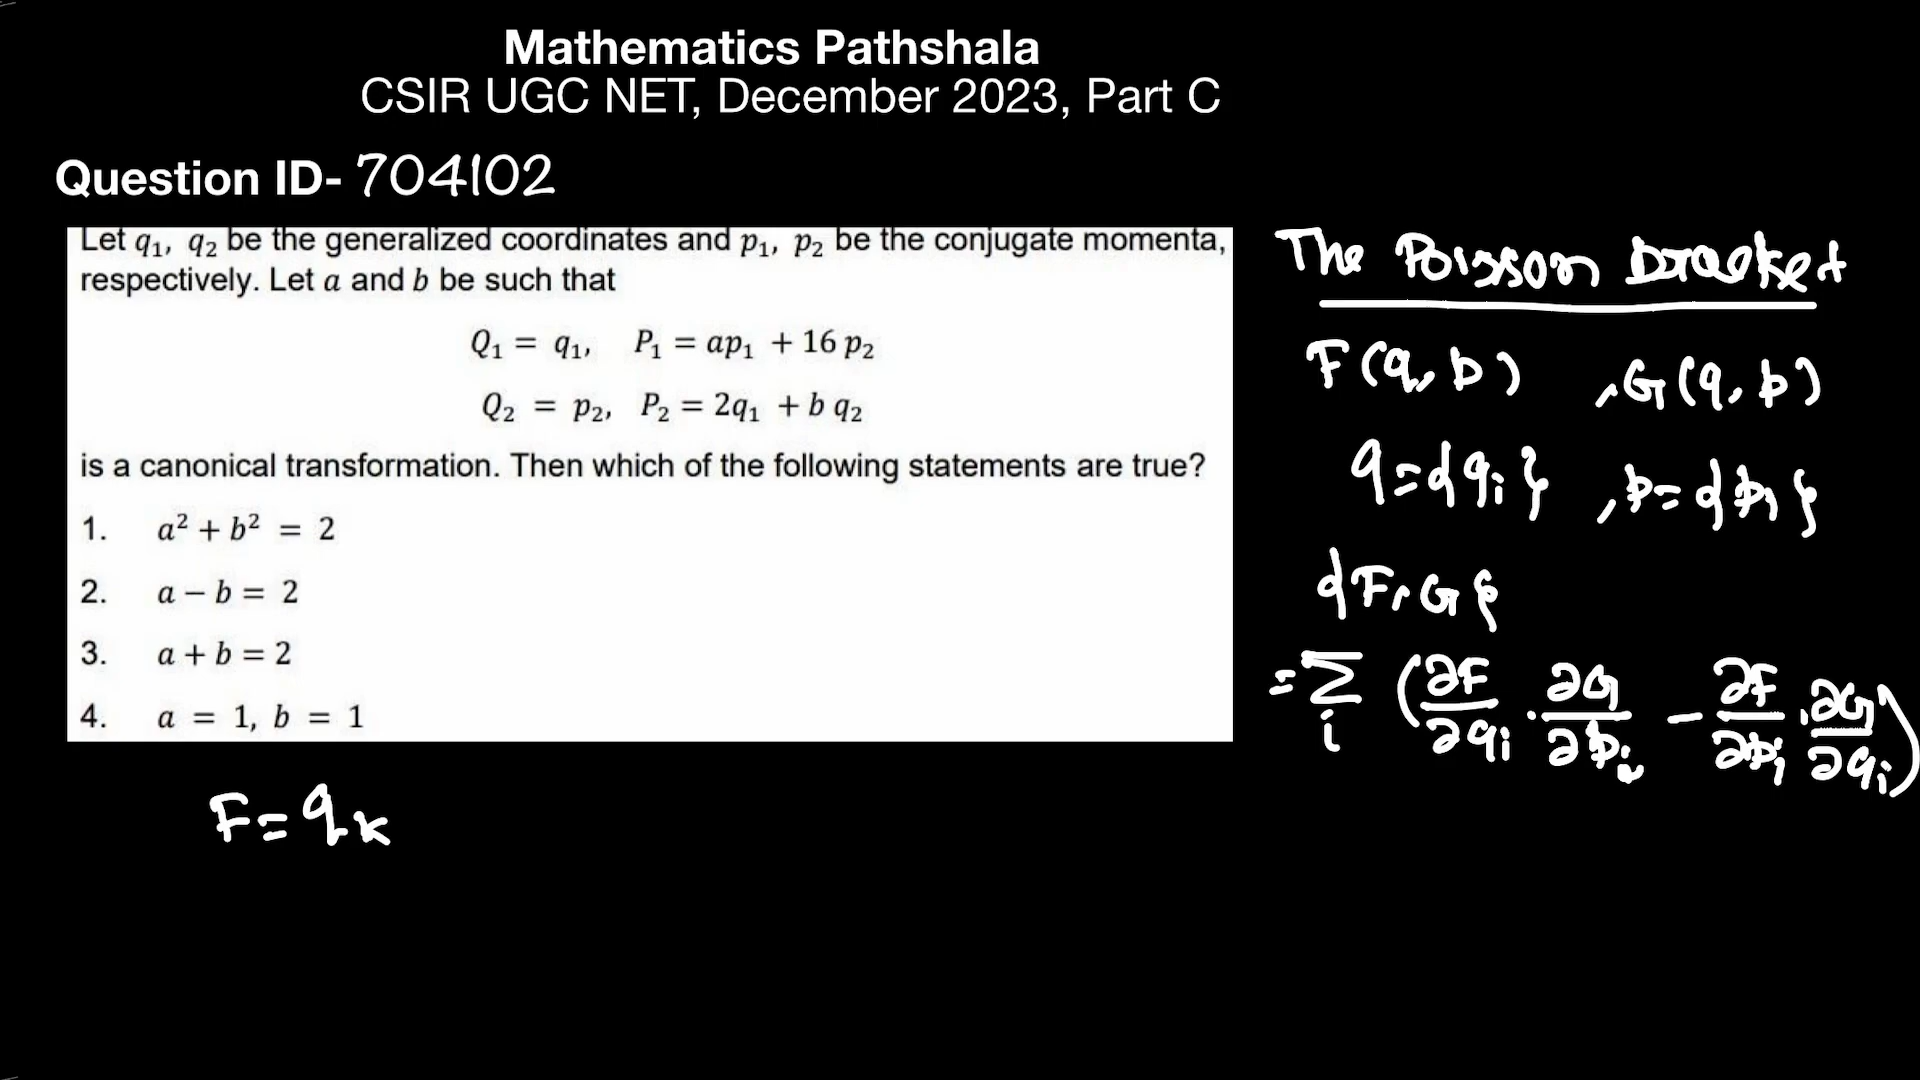 Mathematics Pathshala
CSIR UGC NET, December 2023, Part C
Question ID- 704102
Let q₁, q₂ be the generalized coordinates and p₁, p₂ be the conjugate momenta,
respectively. Let a and b be such that
Q₁ = q₁, P₁ = ap₁ + 16 p₂
Q₂ = p₂, P₂ = 2q₁ + b q₂
is a canonical transformation. Then which of the following statements are true?
1. a² + b² = 2
2. a − b = 2
3. a + b = 2
4. a = 1, b = 1
F = qₖ
The Poisson bracket
F(q, p) , G(q, p)
q = {qᵢ} , p = {pᵢ}
{F, G}
= Σᵢ (∂F/∂qᵢ · ∂G/∂pᵢ − ∂F/∂pᵢ · ∂G/∂qᵢ)